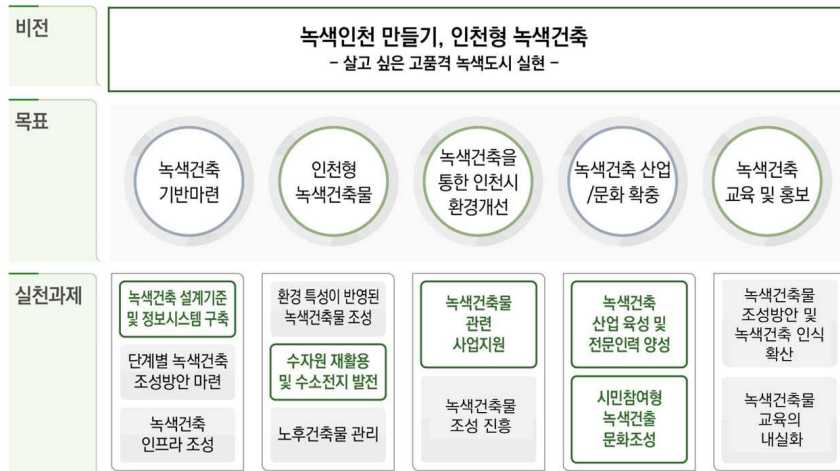 비전
녹색인천 만들기, 인천형 녹색건축
- 살고 싶은 고품격 녹색도시 실현 -
목표
녹색건축
기반마련
인천형
녹색건축물
녹색건축을
통한 인천시
환경개선
녹색건축 산업
/문화 확충
녹색건축
교육 및 홍보
실천과제
녹색건축 설계기준
및 정보시스템 구축
단계별 녹색건축
조성방안 마련
녹색건축
인프라 조성
환경 특성이 반영된
녹색건축물 조성
수자원 재활용
및 수소전지 발전
노후건축물 관리
녹색건축물
관련
사업지원
녹색건축물
조성 진흥
녹색건축
산업 육성 및
전문인력 양성
시민참여형
녹색건출
문화조성
녹색건축물
조성방안 및
녹색건축 인식
확산
녹색건축물
교육의
내실화